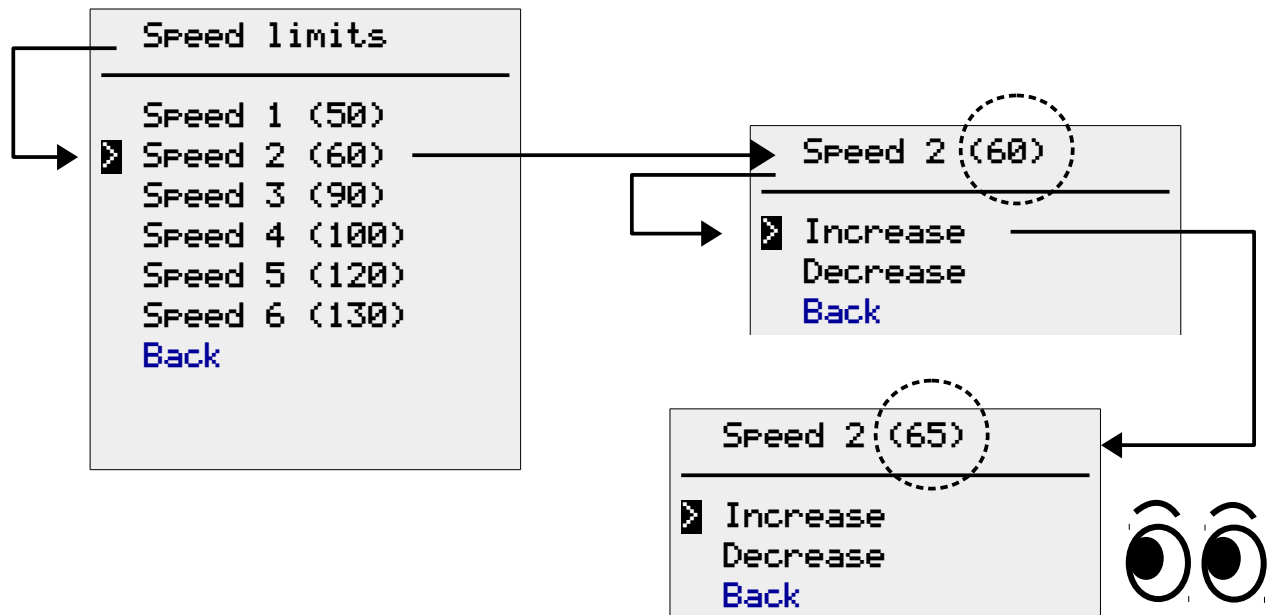 Speed limits
Speed 1 (50)
> Speed 2 (60)
Speed 3 (90)
Speed 4 (100)
Speed 5 (120)
Speed 6 (130)
Back
Speed 2 (60)
> Increase
Decrease
Back
Speed 2 (65)
> Increase
Decrease
Back